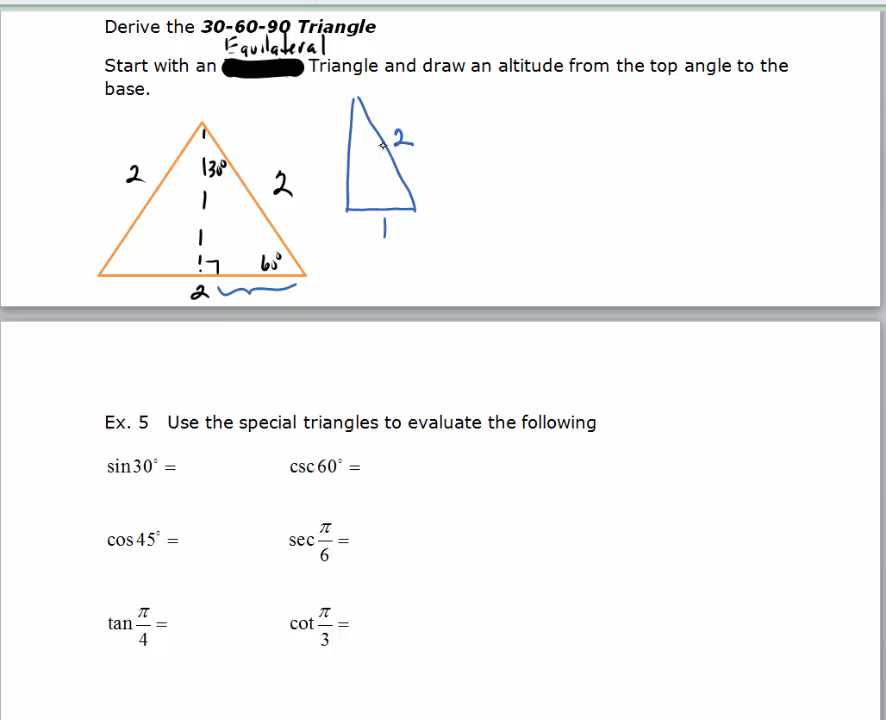 Derive the 30-60-90 Triangle
Equilateral
Start with an Triangle and draw an altitude from the top angle to the
base.
2
30°
2
60°
2
2
1
Ex. 5 Use the special triangles to evaluate the following
sin30° =
csc60° =
cos45° =
sec π/6 =
tan π/4 =
cot π/3 =